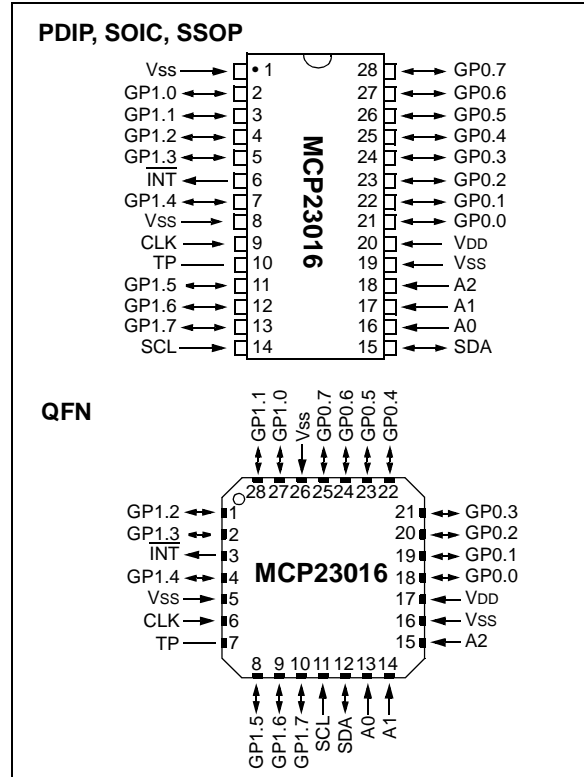 PDIP, SOIC, SSOP
VSS 1 28 GP0.7
GP1.0 2 27 GP0.6
GP1.1 3 26 GP0.5
GP1.2 4 25 GP0.4
GP1.3 5 24 GP0.3
INT 6 23 GP0.2
GP1.4 7 22 GP0.1
VSS 8 21 GP0.0
CLK 9 20 VDD
TP 10 19 VSS
GP1.5 11 18 A2
GP1.6 12 17 A1
GP1.7 13 16 A0
SCL 14 15 SDA
MCP23016
QFN
GP1.1 GP1.0 VSS GP0.7 GP0.6 GP0.5 GP0.4
28 27 26 25 24 23 22
GP1.2 1 21 GP0.3
GP1.3 2 20 GP0.2
INT 3 19 GP0.1
GP1.4 4 18 GP0.0
VSS 5 17 VDD
CLK 6 16 VSS
TP 7 15 A2
MCP23016
8 9 10 11 12 13 14
GP1.5 GP1.6 GP1.7 SCL SDA A0 A1